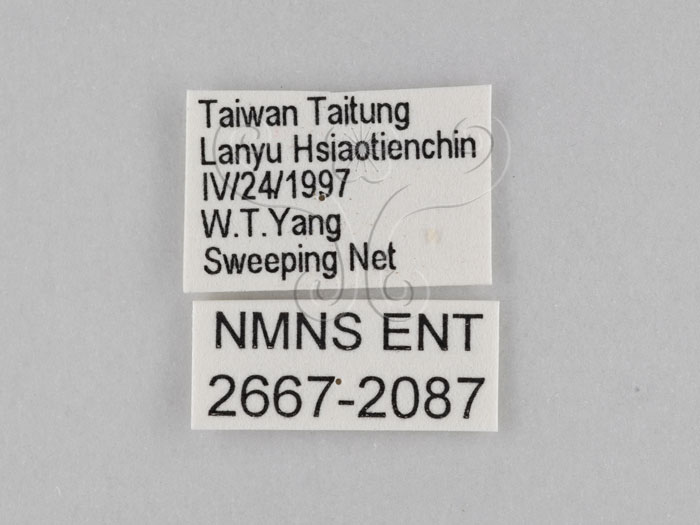 Taiwan Taitung
Lanyu Hsiaotienchin
IV/24/1997
W.T.Yang
Sweeping Net
NMNS ENT
2667-2087